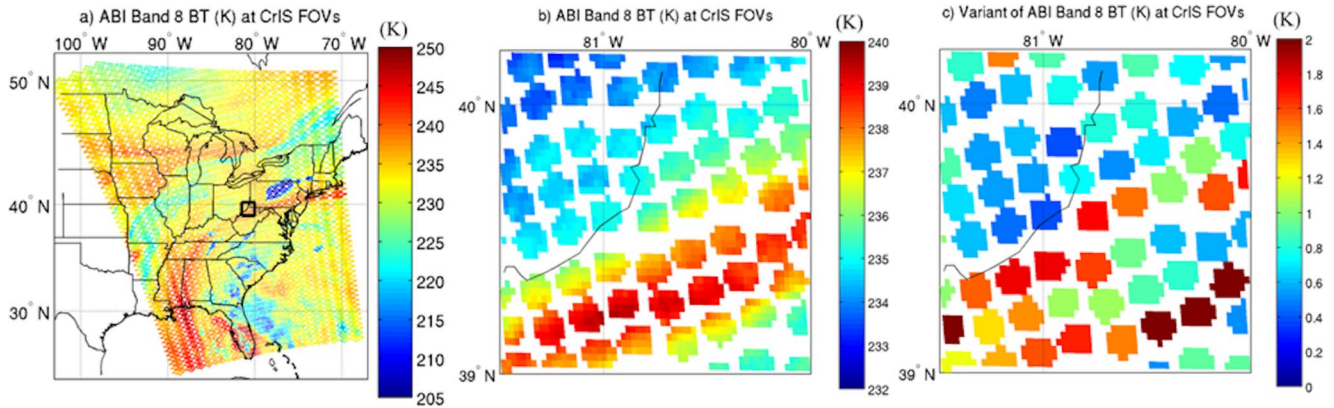 a) ABI Band 8 BT (K) at CrIS FOVs
100° W 90° W 80° W 70° W
50° N
40° N
30° N
(K)
250
245
240
235
230
225
220
215
210
205
b) ABI Band 8 BT (K) at CrIS FOVs
81° W 80° W
40° N
39° N
(K)
240
239
238
237
236
235
234
233
232
c) Variant of ABI Band 8 BT (K) at CrIS FOVs
81° W 80° W
40° N
39° N
(K)
2
1.8
1.6
1.4
1.2
1
0.8
0.6
0.4
0.2
0